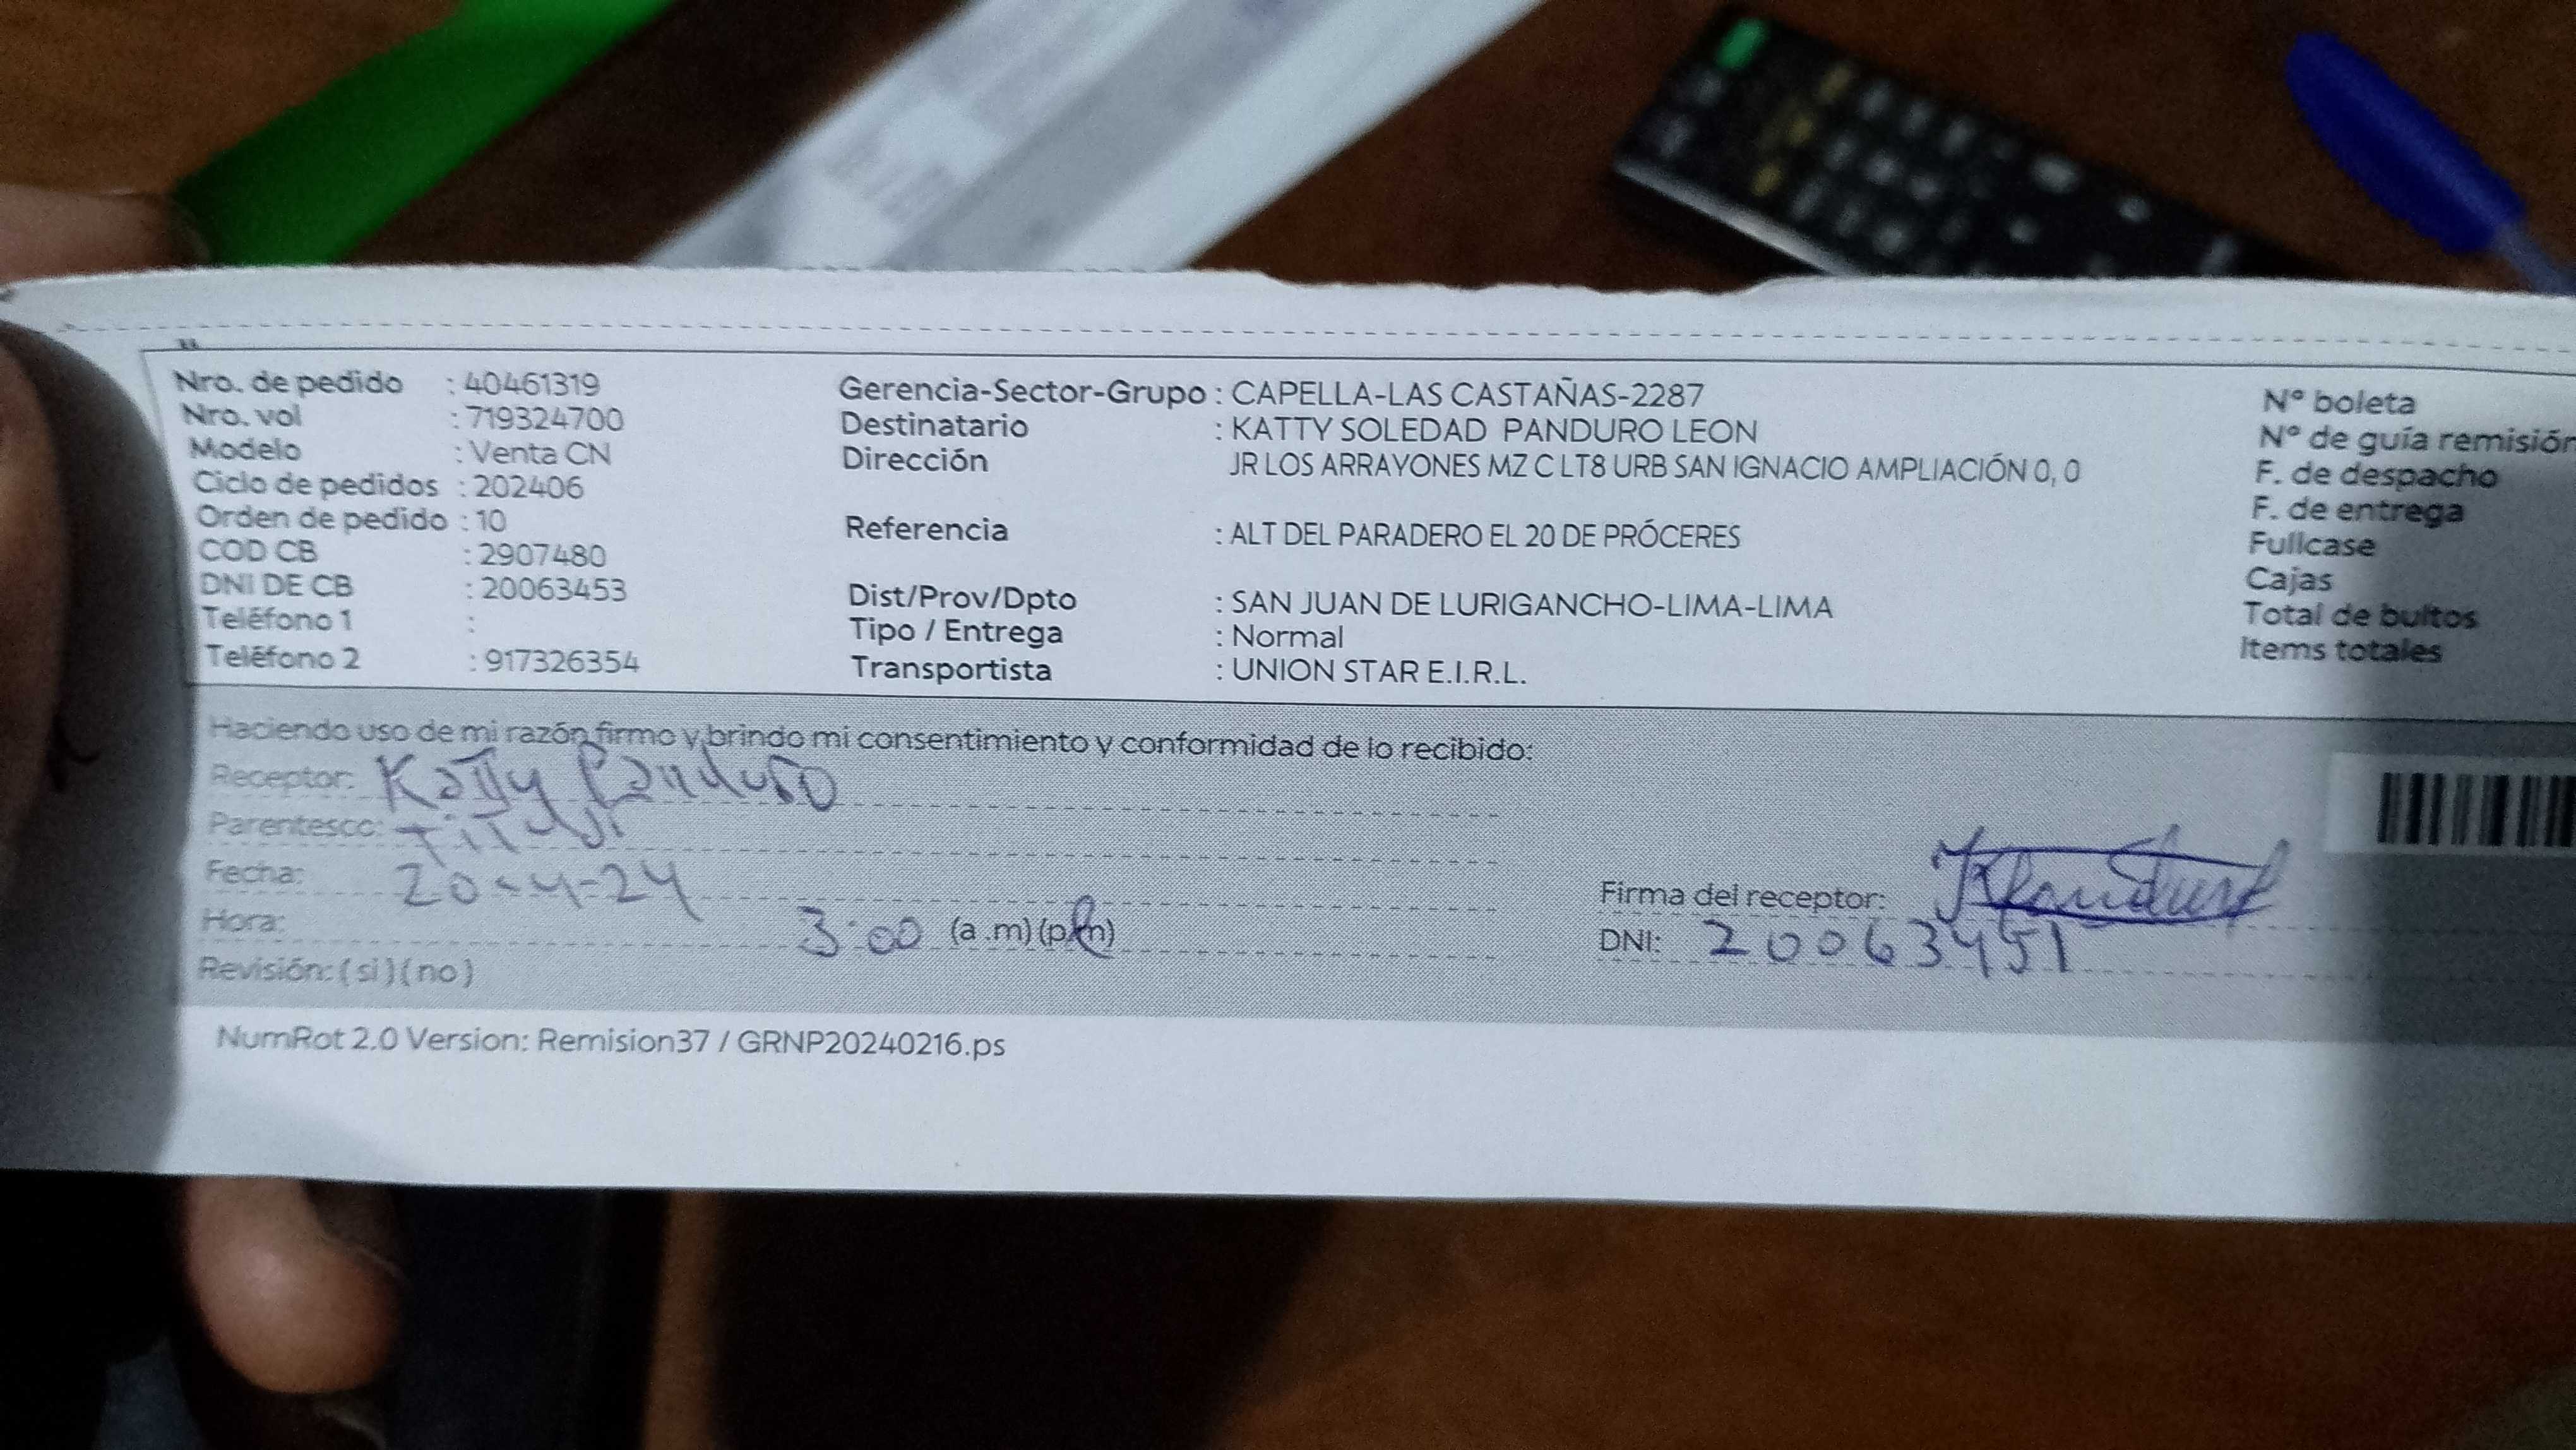 Nro. de pedido : 40461319
Nro. vol : 719324700
Modelo : Venta CN
Ciclo de pedidos : 202406
Orden de pedido : 10
COD CB : 2907480
DNI DE CB : 20063453
Teléfono 1 :
Teléfono 2 : 917326354
Gerencia-Sector-Grupo : CAPELLA-LAS CASTAÑAS-2287
Destinatario : KATTY SOLEDAD PANDURO LEON
Dirección JR LOS ARRAYONES MZ C LT8 URB SAN IGNACIO AMPLIACIÓN 0, 0
Referencia : ALT DEL PARADERO EL 20 DE PRÓCERES
Dist/Prov/Dpto : SAN JUAN DE LURIGANCHO-LIMA-LIMA
Tipo / Entrega : Normal
Transportista : UNION STAR E.I.R.L.
Nº boleta
Nº de guía remisión
F. de despacho
F. de entrega
Fullcase
Cajas
Total de bultos
Items totales
Haciendo uso de mi razón firmo y brindo mi consentimiento y conformidad de lo recibido:
Receptor: Katty Panduro
Parentesco:
Fecha: 20-4-24
Hora: 3:00 (a.m)(p.m)
Revisión: (si)(no)
Firma del receptor:
DNI: 20063451
NumRot 2.0 Version: Remision37 / GRNP20240216.ps